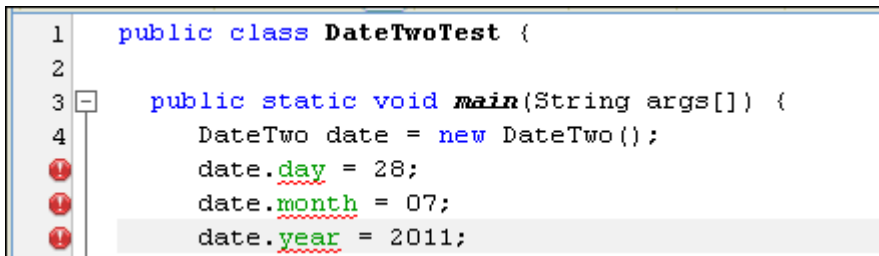 1 public class DateTwoTest {
2
3 public static void main(String args[]) {
4 DateTwo date = new DateTwo();
date.day = 28;
date.month = 07;
date.year = 2011;